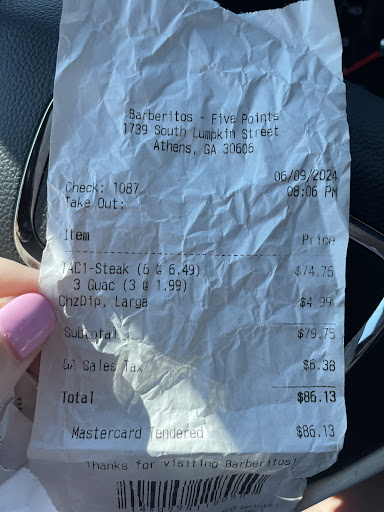 Barberitos - Five Points
1739 South Lumpkin Street
Athens, GA 30606
06/09/2024
Check: 1087 08:06 PM
Take Out:
Item Price
TAC1-Steak (6 @ 6.49) $74.76
3 Guac (3 @ 1.99)
ChzDip, Large $4.99
Subtotal $79.75
GA Sales Tax $6.38
Total $86.13
Mastercard Tendered $86.13
Thanks for visiting Barberitos!